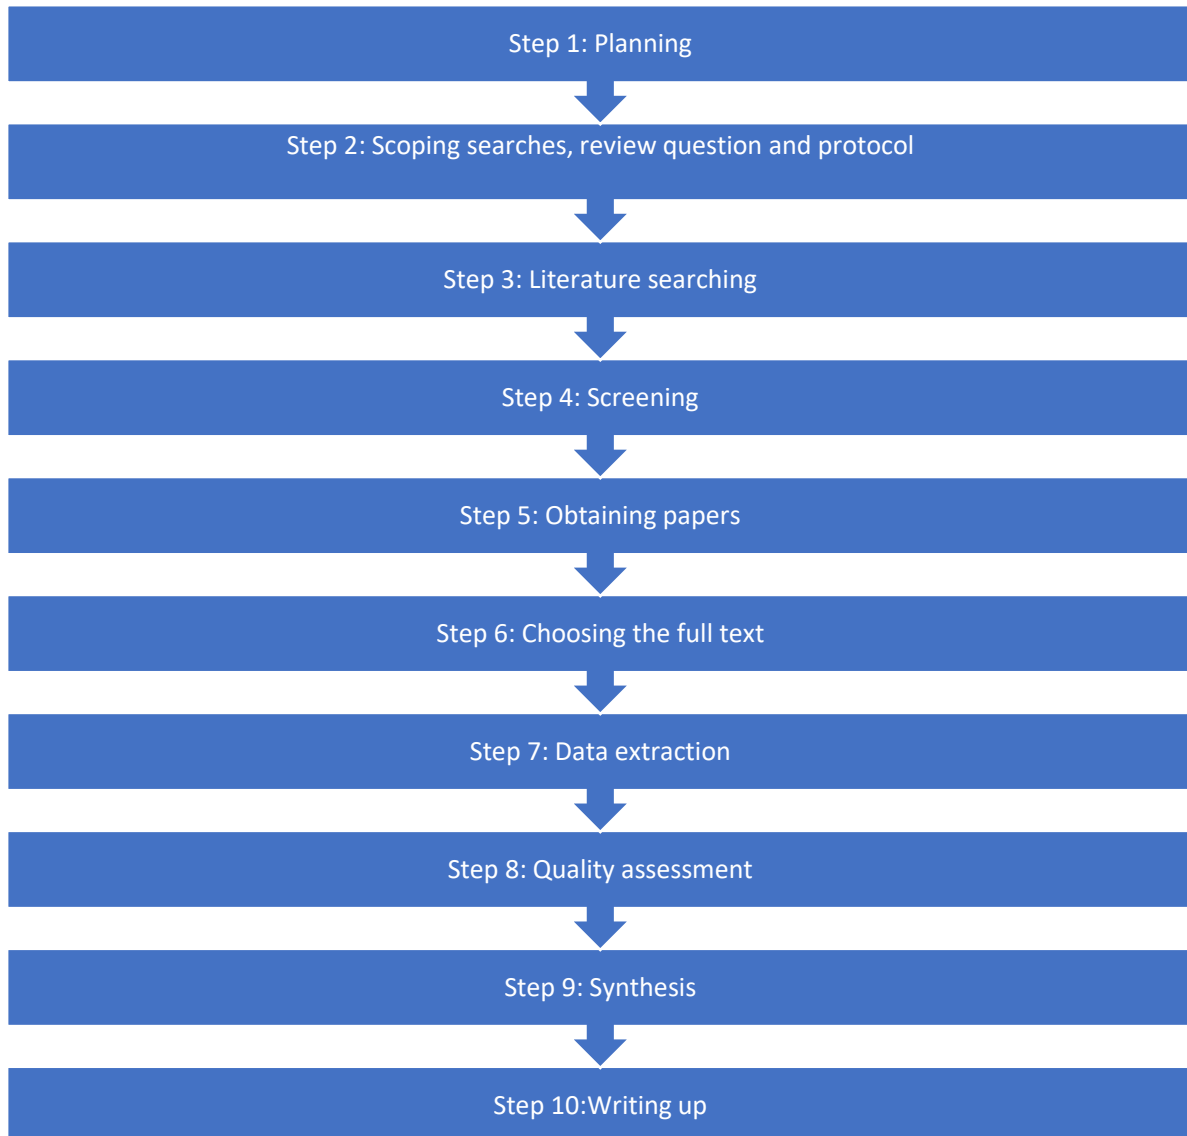 Step 1: Planning
Step 2: Scoping searches, review question and protocol
Step 3: Literature searching
Step 4: Screening
Step 5: Obtaining papers
Step 6: Choosing the full text
Step 7: Data extraction
Step 8: Quality assessment
Step 9: Synthesis
Step 10:Writing up